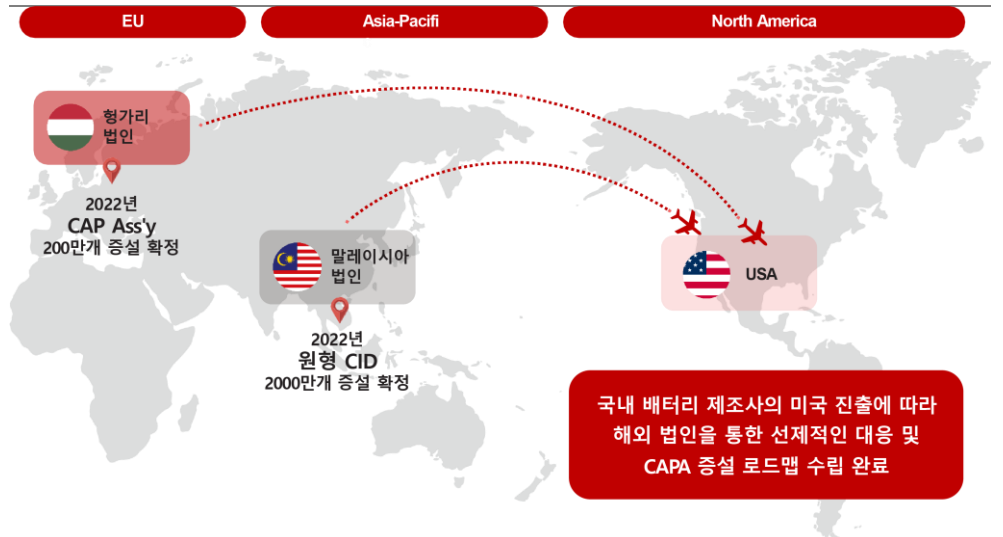 EU
Asia-Pacifi
North America
헝가리
법인
2022년
CAP Ass'y
200만개 증설 확정
말레이시아
법인
2022년
원형 CID
2000만개 증설 확정
USA
국내 배터리 제조사의 미국 진출에 따라
해외 법인을 통한 선제적인 대응 및
CAPA 증설 로드맵 수립 완료